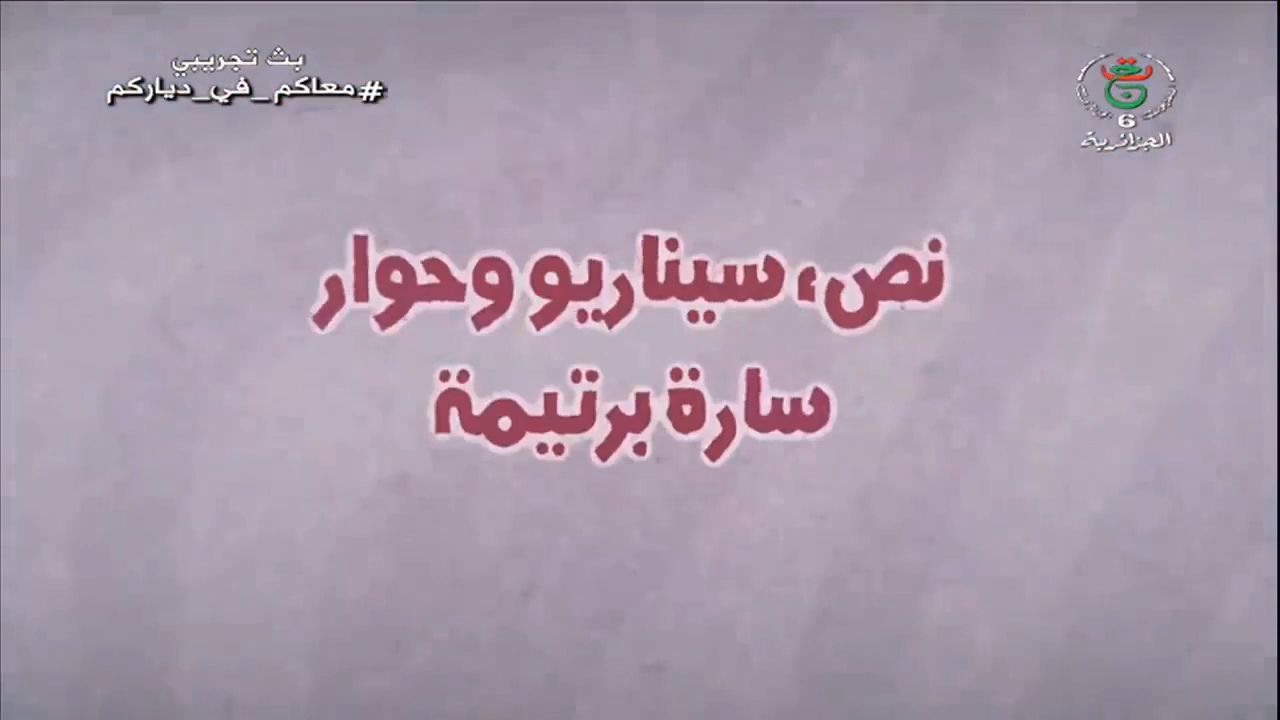 بث تجريبي
#معاكم_في_دياركم
6
الجزائرية
نص، سيناريو وحوار
سارة برتيمة